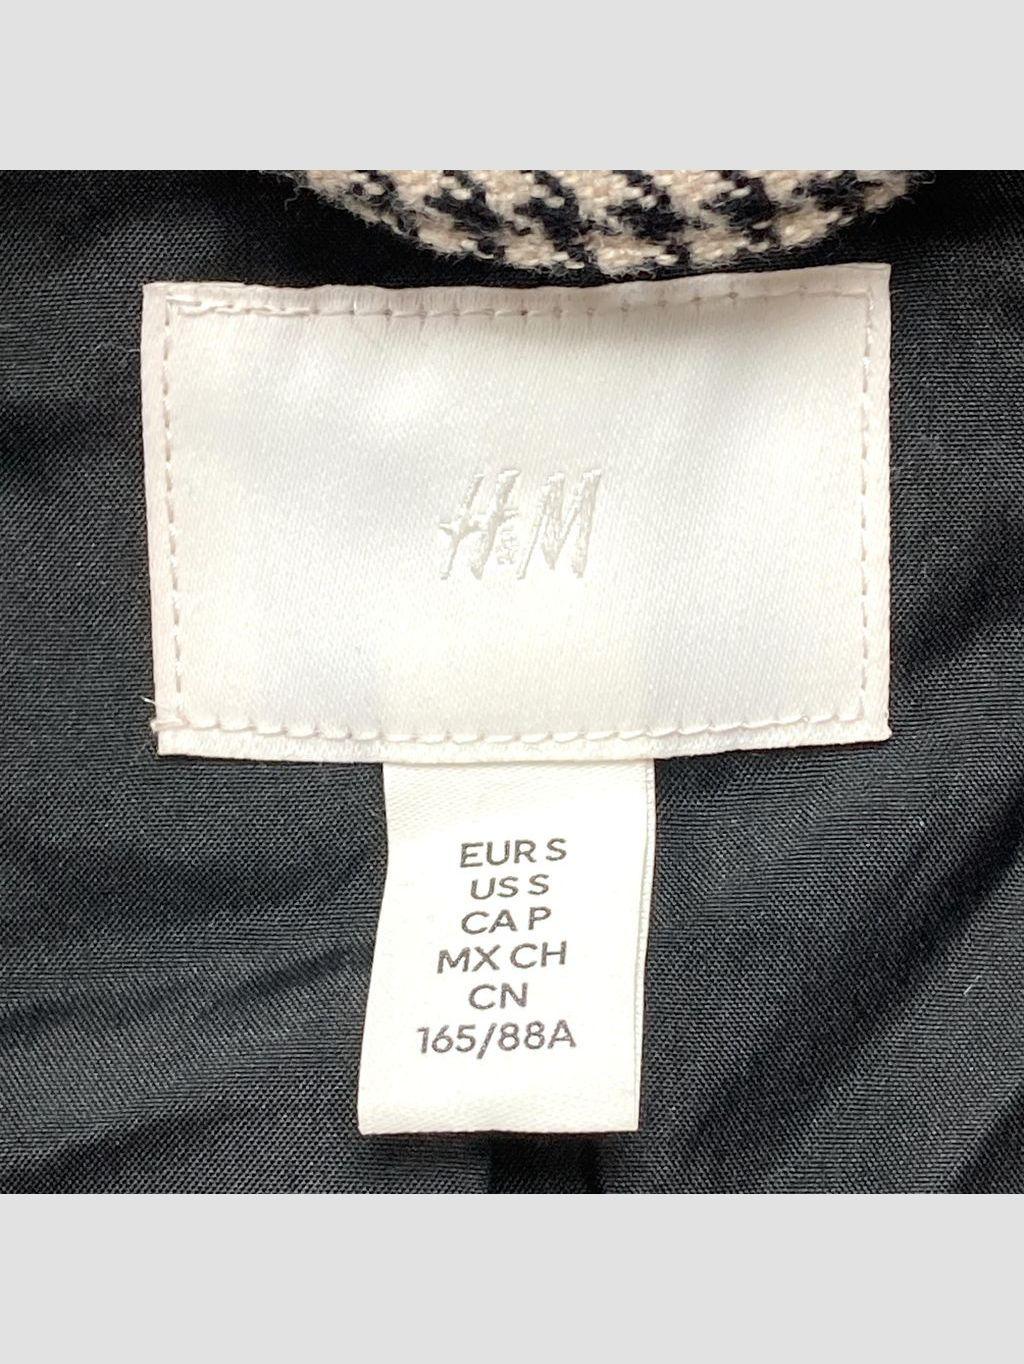 H&M
EUR S
US S
CA P
MX CH
CN
165/88A